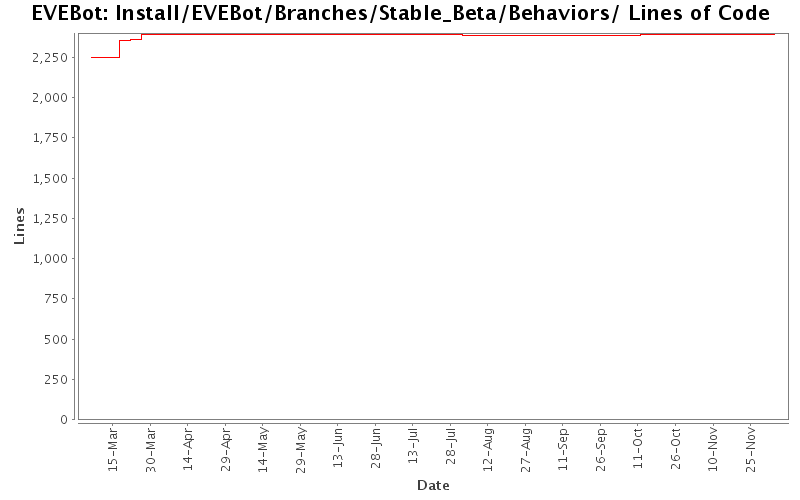 EVEBot: Install/EVEBot/Branches/Stable_Beta/Behaviors/ Lines of Code
Lines
2,250
2,000
1,750
1,500
1,250
1,000
750
500
250
0
15-Mar
30-Mar
14-Apr
29-Apr
14-May
29-May
13-Jun
28-Jun
13-Jul
28-Jul
12-Aug
27-Aug
11-Sep
26-Sep
11-Oct
26-Oct
10-Nov
25-Nov
Date